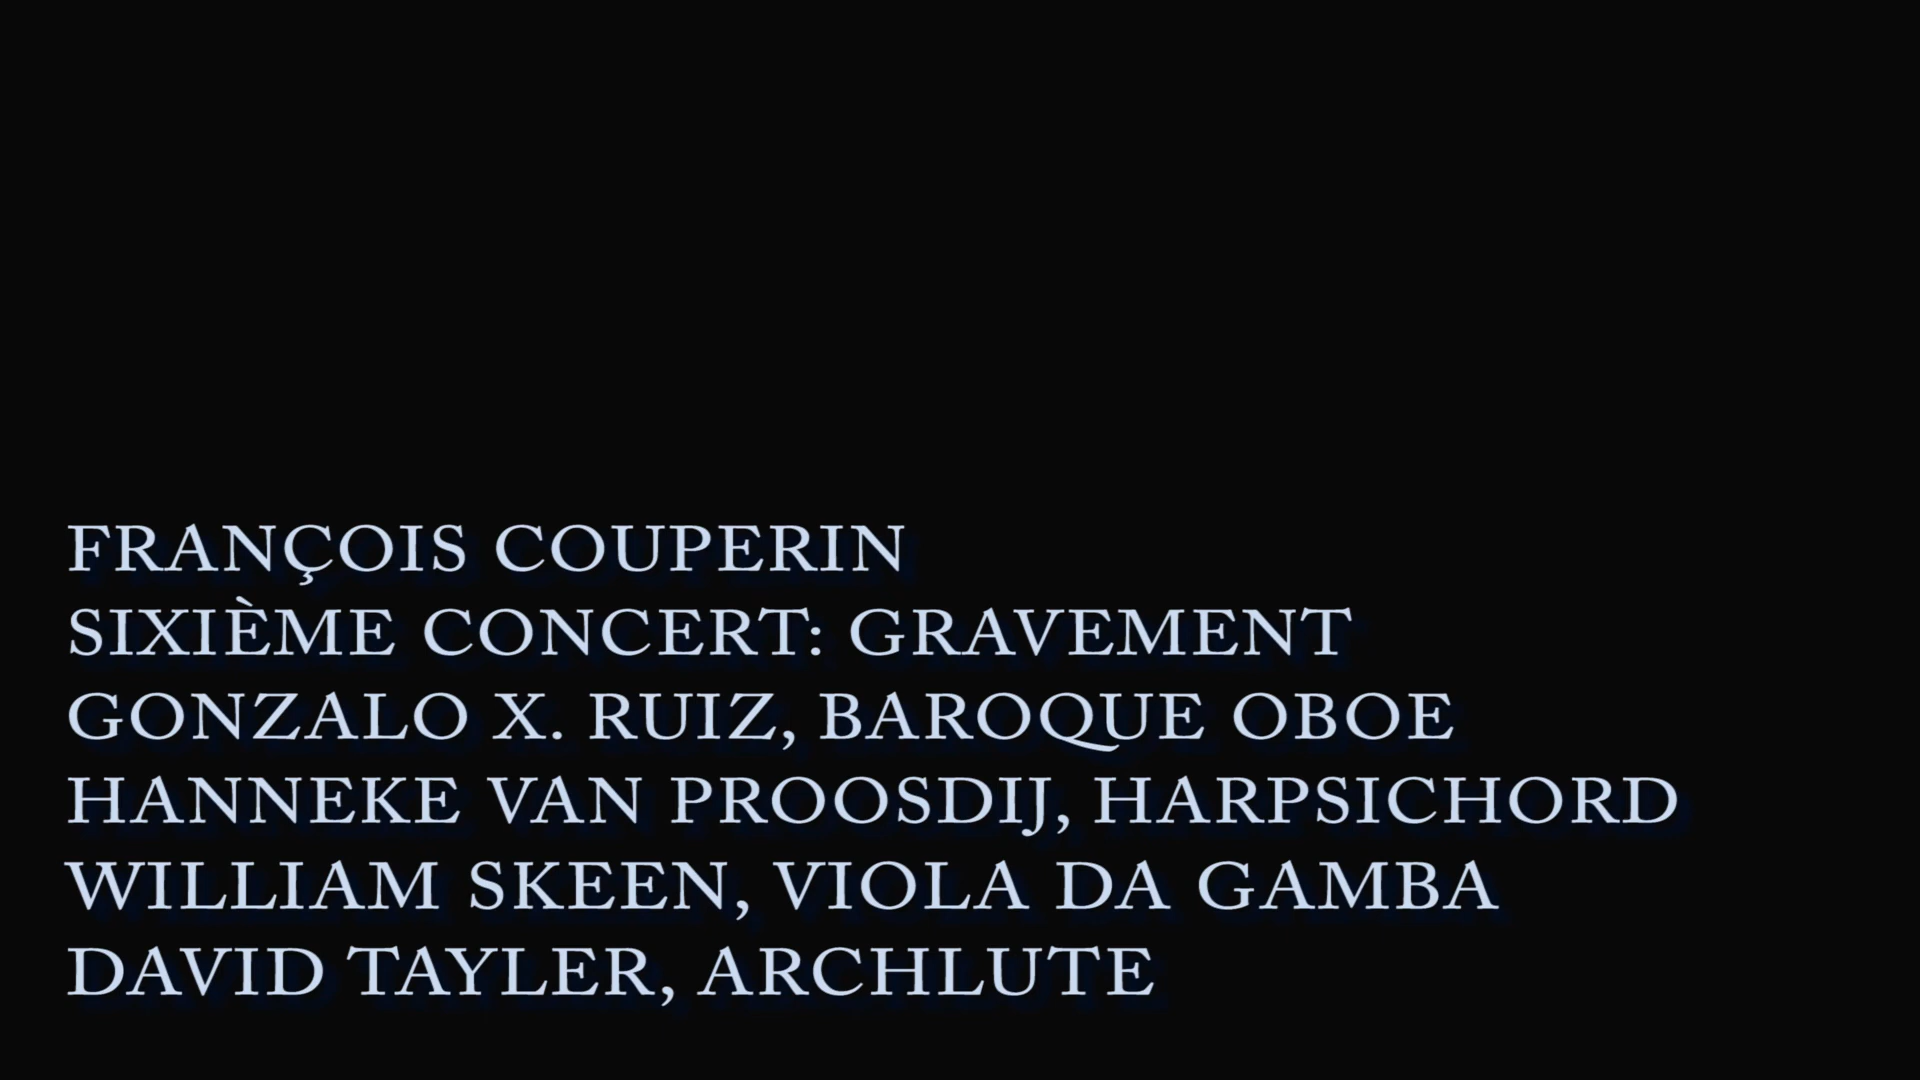 FRANÇOIS COUPERIN
SIXIÈME CONCERT: GRAVEMENT
GONZALO X. RUIZ, BAROQUE OBOE
HANNEKE VAN PROOSDIJ, HARPSICHORD
WILLIAM SKEEN, VIOLA DA GAMBA
DAVID TAYLER, ARCHLUTE